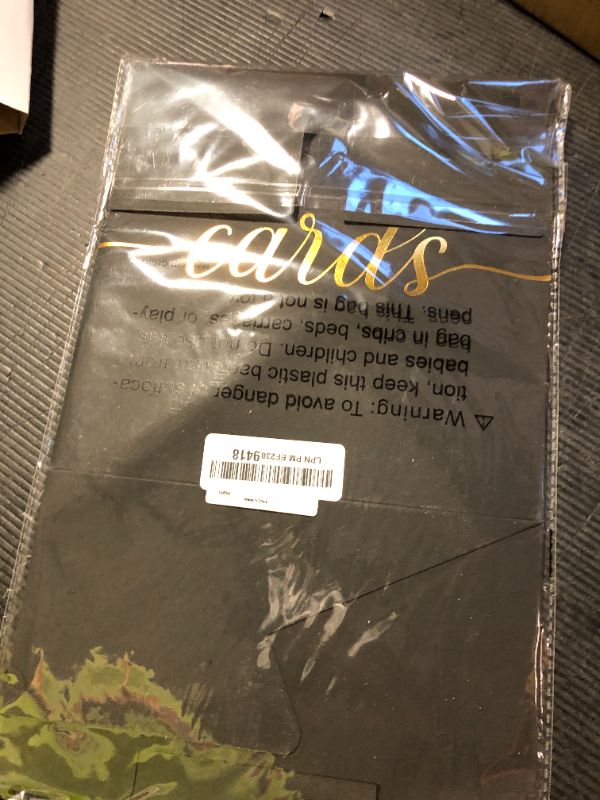 cards
⚠ Warning: To avoid danger of suffoca-
tion, keep this plastic bag away from
babies and children. Do not use this
bag in cribs, beds, carriages, or play-
pens. This bag is not a toy
LPN PM EF238 9418